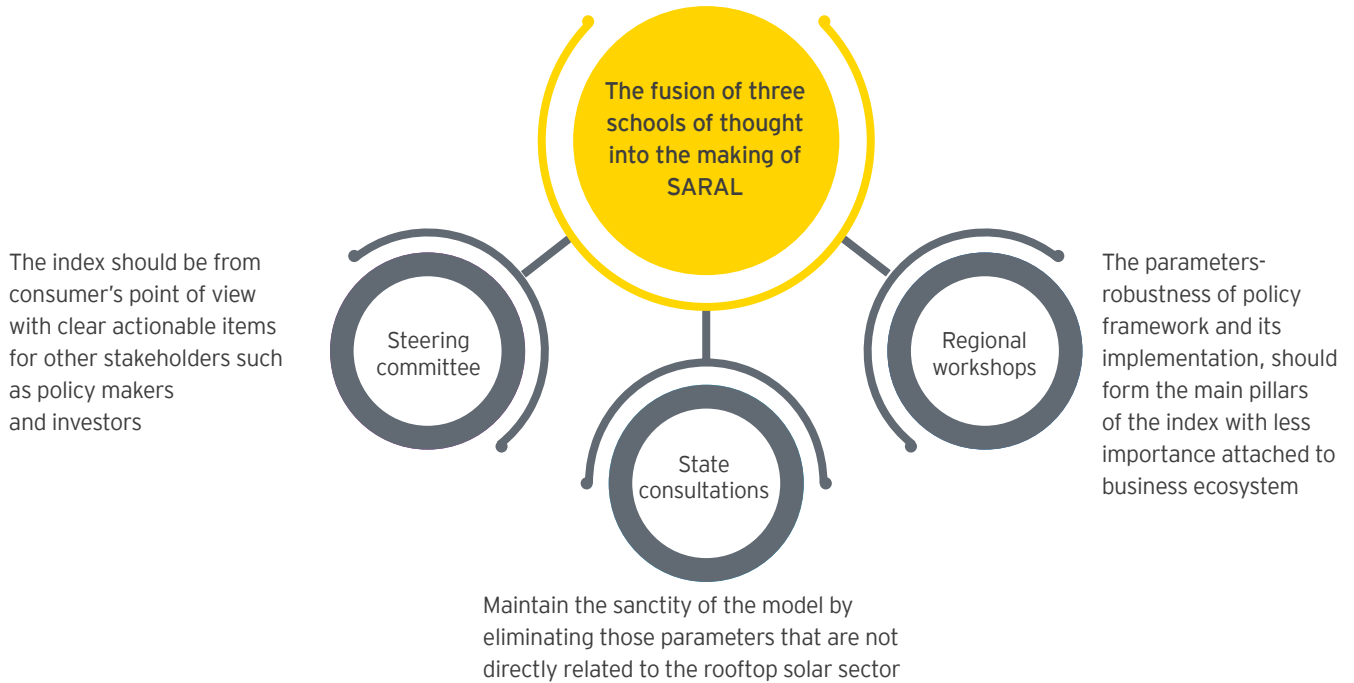 The fusion of three
schools of thought
into the making of
SARAL
The index should be from
consumer's point of view
with clear actionable items
for other stakeholders such
as policy makers
and investors
Steering
committee
State
consultations
Maintain the sanctity of the model by
eliminating those parameters that are not
directly related to the rooftop solar sector
Regional
workshops
The parameters-
robustness of policy
framework and its
implementation, should
form the main pillars
of the index with less
importance attached to
business ecosystem